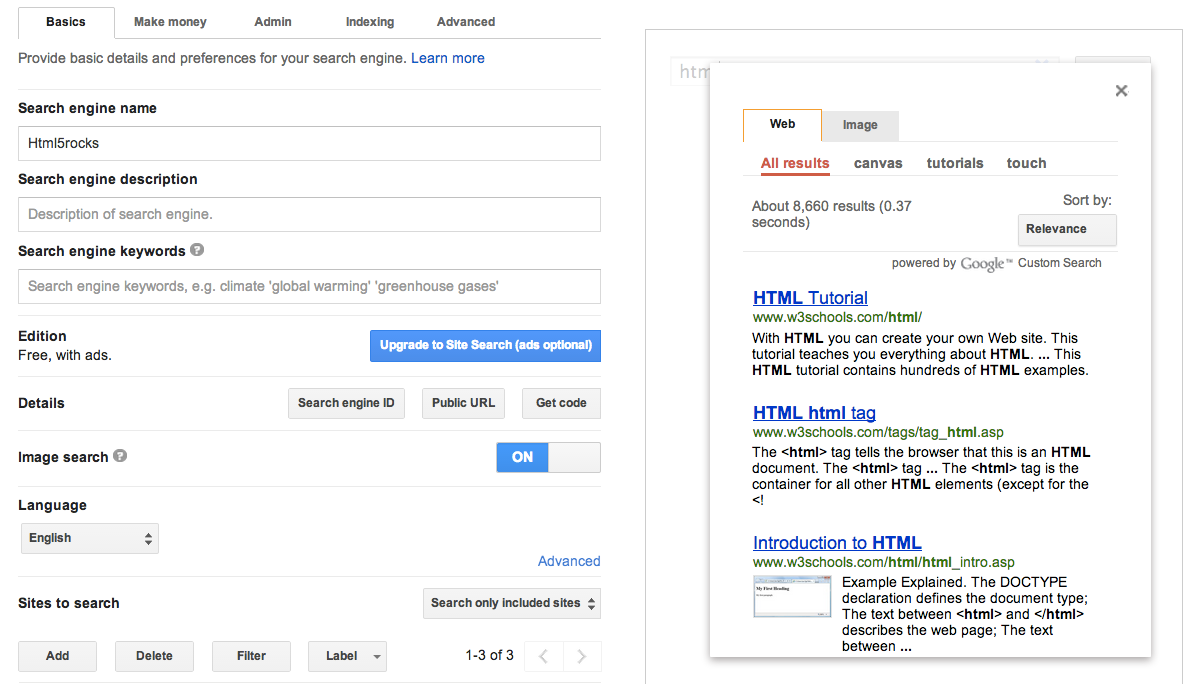 Basics Make money Admin Indexing Advanced
Provide basic details and preferences for your search engine. Learn more
Search engine name
Html5rocks
Search engine description
Description of search engine.
Search engine keywords ?
Search engine keywords, e.g. climate 'global warming' 'greenhouse gases'
Edition
Free, with ads.
Upgrade to Site Search (ads optional)
Details Search engine ID Public URL Get code
Image search ? ON
Language
English
Advanced
Sites to search Search only included sites
Add Delete Filter Label 1-3 of 3
Web Image
All results canvas tutorials touch
About 8,660 results (0.37
seconds)
Sort by:
Relevance
powered by Google™ Custom Search
HTML Tutorial
www.w3schools.com/html/
With HTML you can create your own Web site. This
tutorial teaches you everything about HTML. ... This
HTML tutorial contains hundreds of HTML examples.
HTML html tag
www.w3schools.com/tags/tag_html.asp
The <html> tag tells the browser that this is an HTML
document. The <html> tag ... The <html> tag is the
container for all other HTML elements (except for the
<!
Introduction to HTML
www.w3schools.com/html/html_intro.asp
My First Heading
Example Explained. The DOCTYPE
declaration defines the document type;
The text between <html> and </html>
describes the web page; The text
between ...